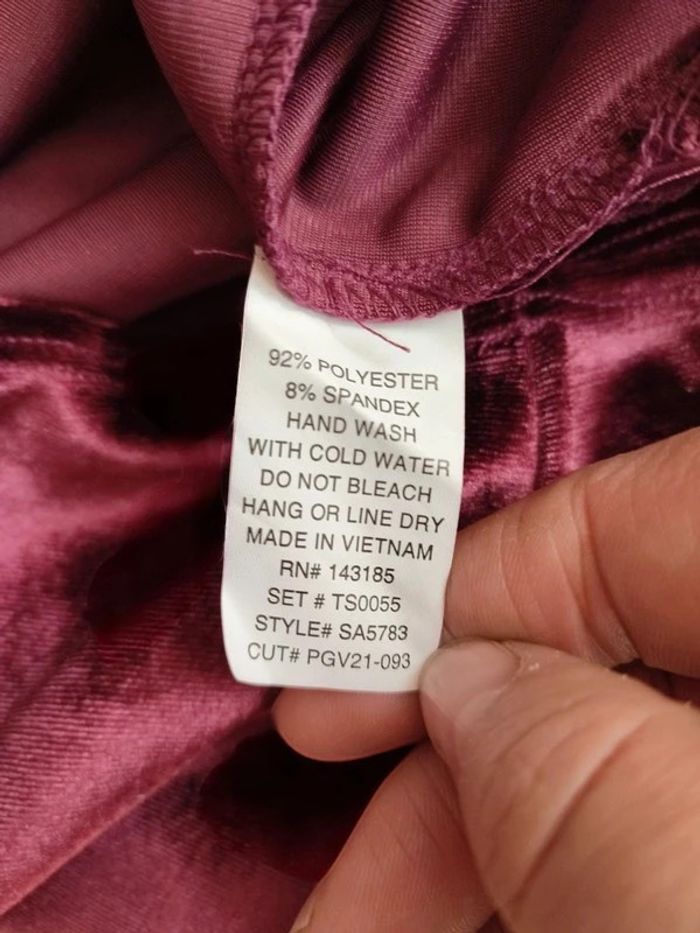 92% POLYESTER
8% SPANDEX
HAND WASH
WITH COLD WATER
DO NOT BLEACH
HANG OR LINE DRY
MADE IN VIETNAM
RN# 143185
SET # TS0055
STYLE# SA5783
CUT# PGV21-093